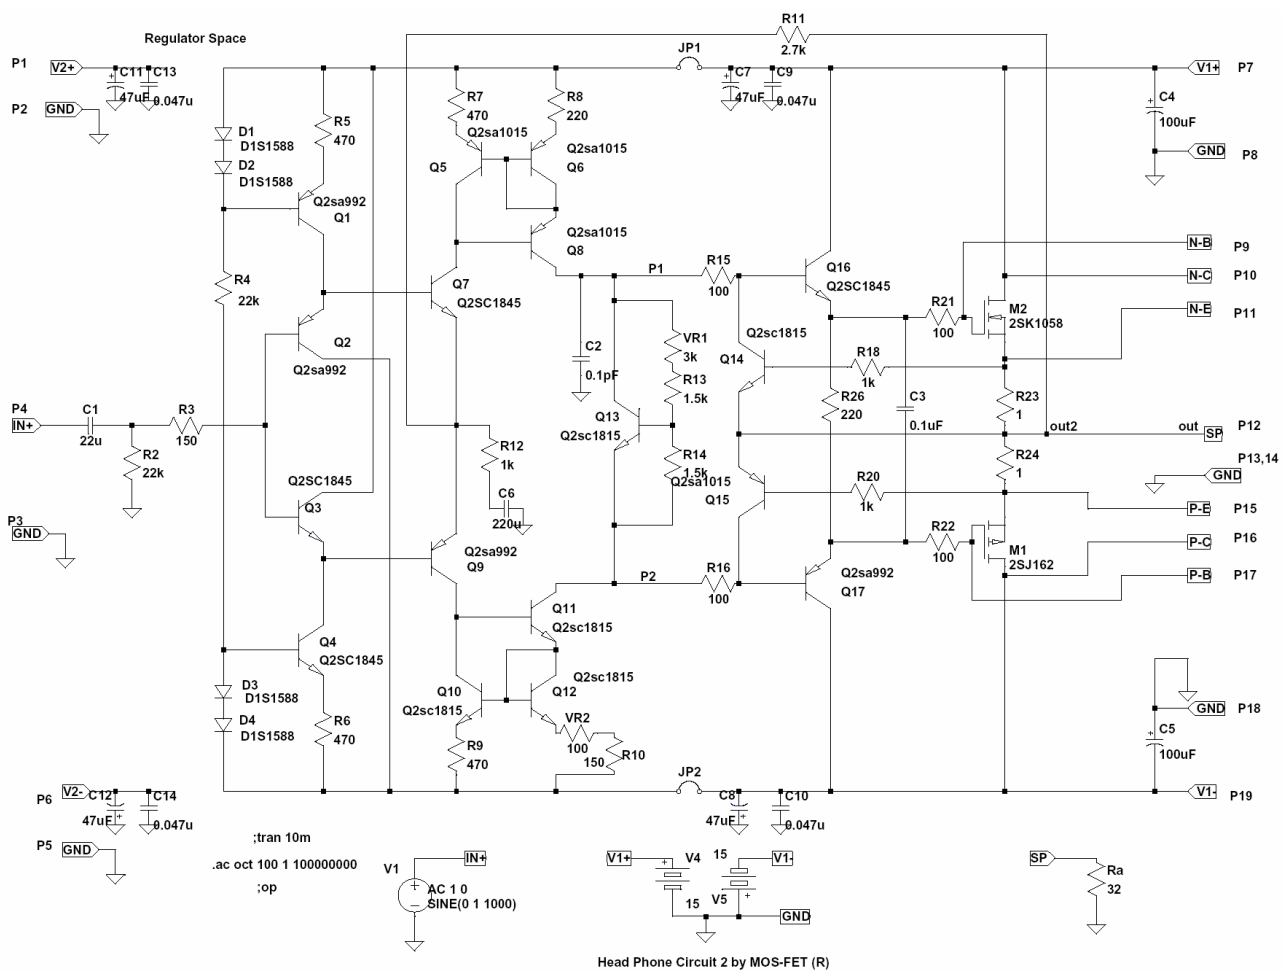 R11
2.7k
Regulator Space
JP1
P1
V2+
C11
47uF
C13
0.047u
C7
47uF
C9
0.047u
V1+
P7
P2
GND
R7
470
R8
220
C4
100uF
D1
D1S1588
R5
470
Q2sa1015
Q2sa1015
GND
P8
D2
D1S1588
Q5
Q6
Q2sa992
Q1
Q2sa1015
Q8
N-B
P9
R4
22k
Q7
Q2SC1845
P1
R15
100
Q16
Q2SC1845
N-C
P10
R21
100
M2
2SK1058
N-E
P11
Q2
Q2sa992
C2
0.1pF
VR1
3k
Q2sc1815
Q14
R18
1k
R13
1.5k
P4
IN+
C1
22u
R3
150
Q13
Q2sc1815
R26
220
C3
0.1uF
R23
1
out2
out
SP
P12
R2
22k
R12
1k
R14
1.5k
R24
1
P13,14
GND
Q2SC1845
Q3
C6
220u
Q2sa1015
Q15
R20
1k
P-E
P15
P3
GND
Q2sa992
Q9
R22
100
M1
2SJ162
P-C
P16
P2
R16
100
Q2sa992
Q17
P-B
P17
Q11
Q2sc1815
Q4
Q2SC1845
D3
D1S1588
Q10
Q2sc1815
Q2sc1815
Q12
GND
P18
D4
D1S1588
R6
470
R9
470
VR2
100
150
R10
C5
100uF
JP2
P6
V2-
C12
47uF
C14
0.047u
C8
47uF
C10
0.047u
V1-
P19
P5
GND
;tran 10m
.ac oct 100 1 100000000
;op
V1
IN+
AC 1 0
SINE(0 1 1000)
V1+
V4
15
15
V5
V1-
GND
SP
Ra
32
Head Phone Circuit 2 by MOS-FET (R)